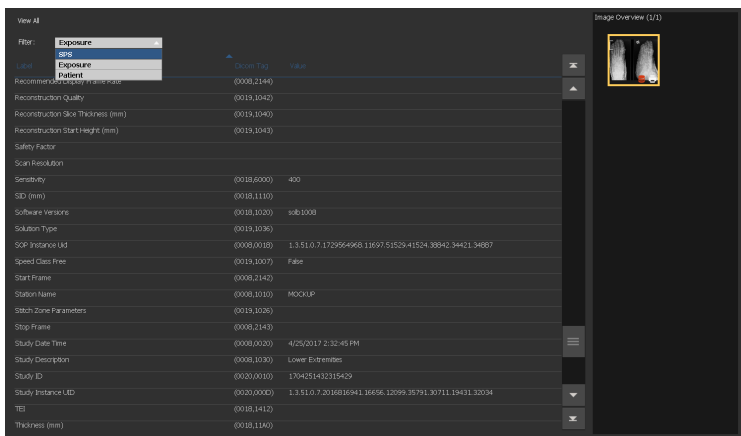 View All
Image Overview (1/1)
Filter: Exposure
SPS
Exposure
Patient
Label Dicom Tag Value
Recommended Display Frame Rate (0008,2144)
Reconstruction Quality (0019,1042)
Reconstruction Slice Thickness (mm) (0019,1040)
Reconstruction Start Height (mm) (0019,1043)
Safety Factor
Scan Resolution
Sensitivity (0018,6000) 400
SID (mm) (0018,1110)
Software Versions (0018,1020) solb1008
Solution Type (0019,1036)
SOP Instance Uid (0008,0018) 1.3.51.0.7.1729564968.11697.51529.41524.38842.34421.34887
Speed Class Free (0019,1007) False
Start Frame (0008,2142)
Station Name (0008,1010) MOCKUP
Stitch Zone Parameters (0019,1026)
Stop Frame (0008,2143)
Study Date Time (0008,0020) 4/25/2017 2:32:45 PM
Study Description (0008,1030) Lower Extremities
Study ID (0020,0010) 1704251432315429
Study Instance UID (0020,000D) 1.3.51.0.7.2016816941.16656.12099.35791.30711.19431.32034
TEI (0018,1412)
Thickness (mm) (0018,11A0)